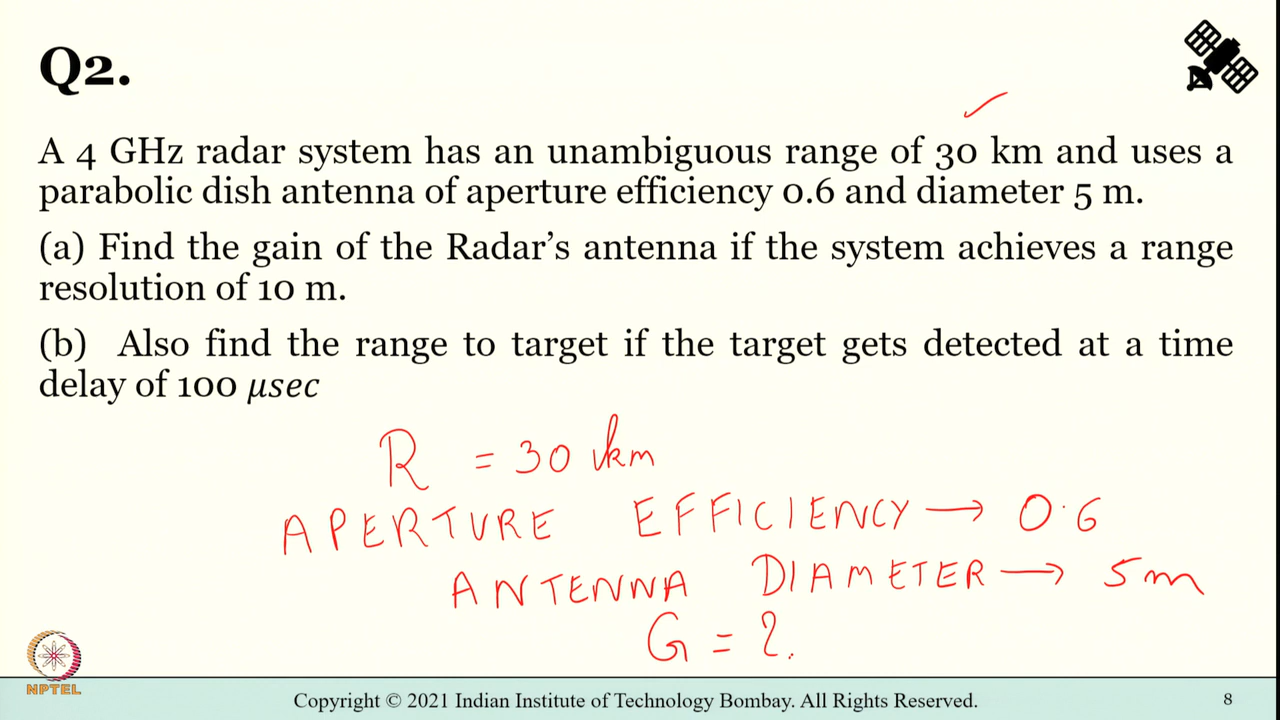 Q2.
A 4 GHz radar system has an unambiguous range of 30 km and uses a
parabolic dish antenna of aperture efficiency 0.6 and diameter 5 m.
(a) Find the gain of the Radar's antenna if the system achieves a range
resolution of 10 m.
(b) Also find the range to target if the target gets detected at a time
delay of 100 μsec
R = 30 km
APERTURE EFFICIENCY → 0.6
ANTENNA DIAMETER → 5m
G = ?
NPTEL
Copyright © 2021 Indian Institute of Technology Bombay. All Rights Reserved.
8